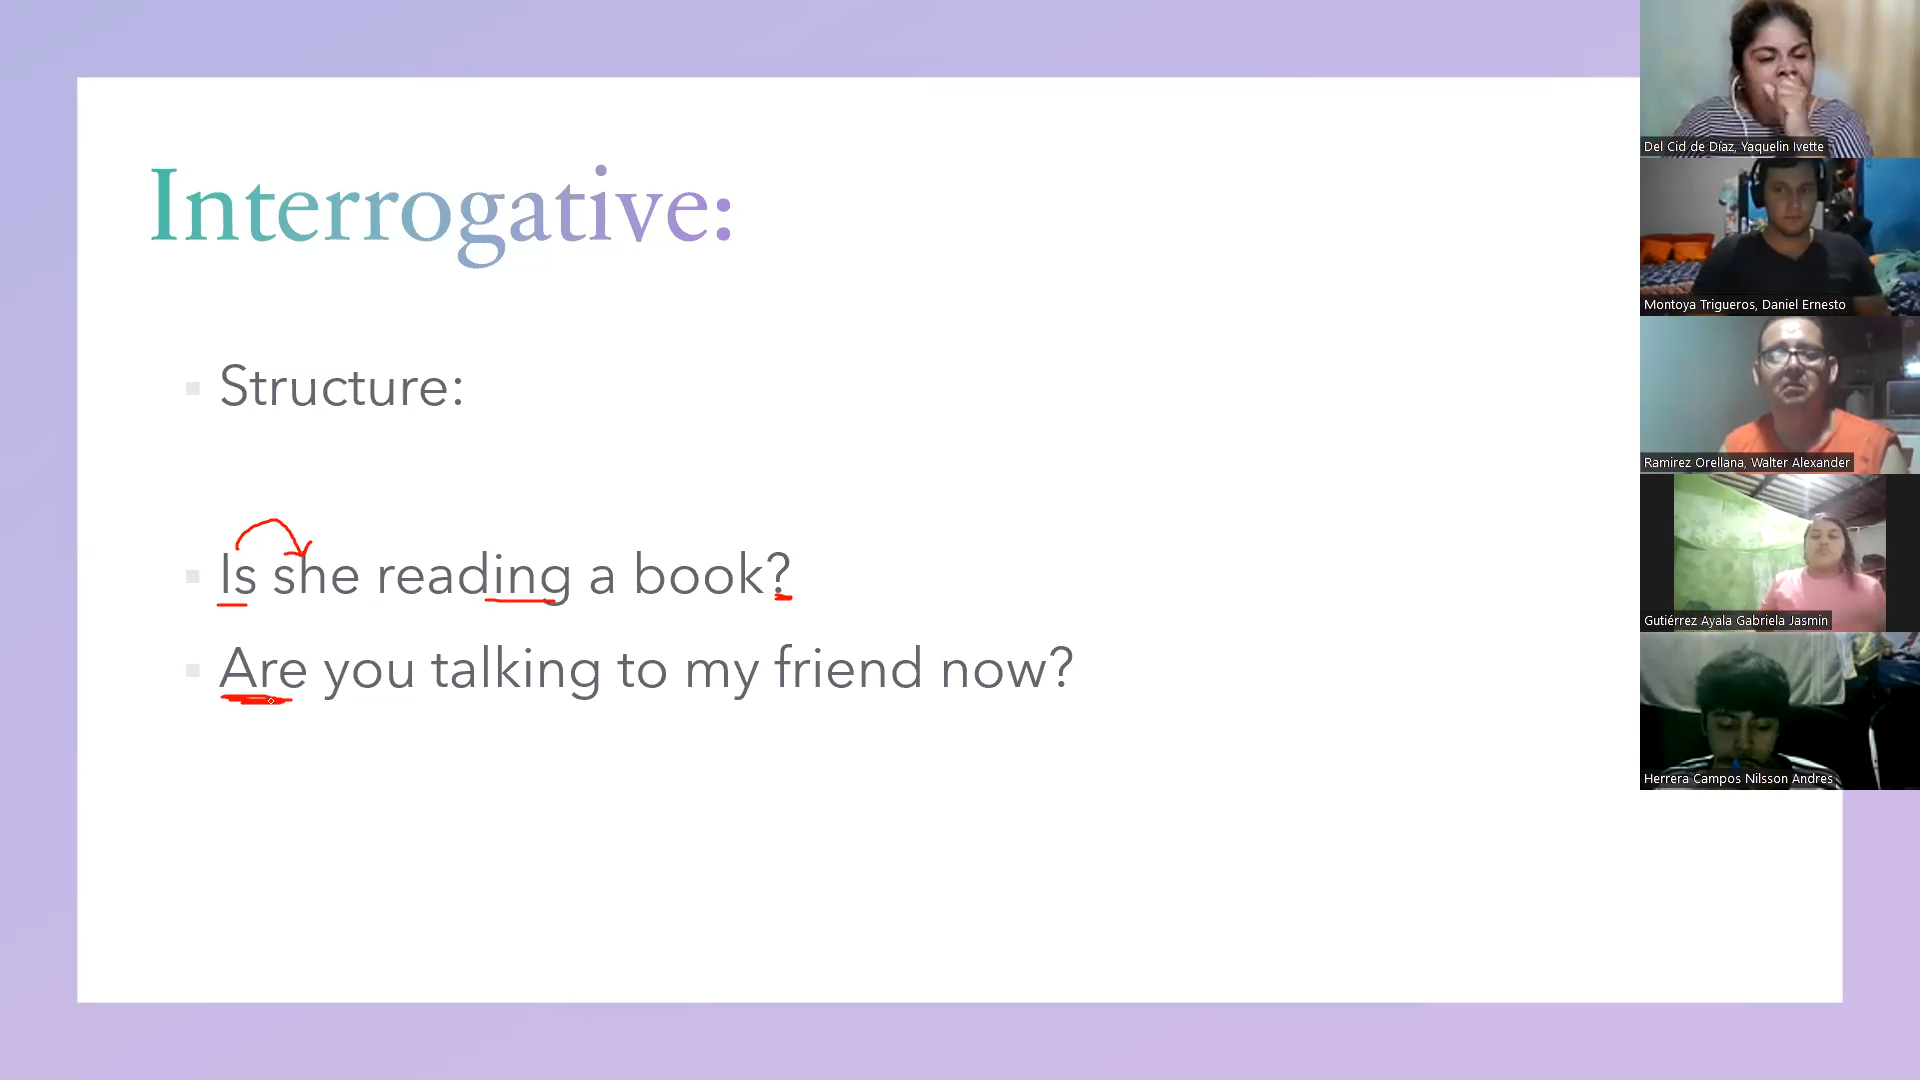 Interrogative:
Structure:
Is she reading a book?
Are you talking to my friend now?
Del Cid de Díaz, Yaquelin Ivette
Montoya Trigueros, Daniel Ernesto
Ramirez Orellana, Walter Alexander
Gutiérrez Ayala Gabriela Jasmin
Herrera Campos Nilsson Andres